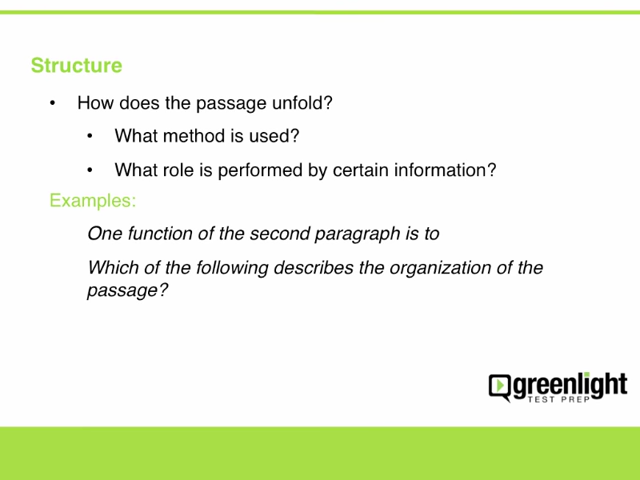 Structure
• How does the passage unfold?
• What method is used?
• What role is performed by certain information?
Examples:
One function of the second paragraph is to
Which of the following describes the organization of the
passage?
greenlight
TEST PREP